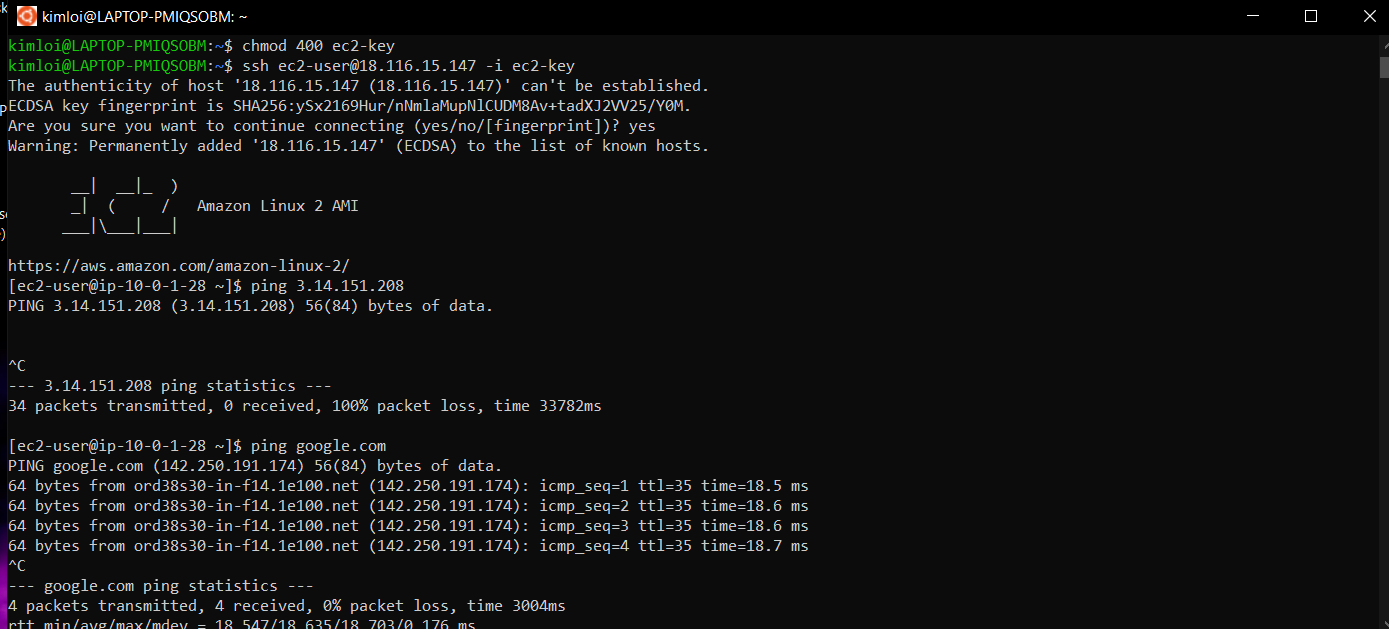 kimloi@LAPTOP-PMIQSOBM: ~
kimloi@LAPTOP-PMIQSOBM:~$ chmod 400 ec2-key
kimloi@LAPTOP-PMIQSOBM:~$ ssh ec2-user@18.116.15.147 -i ec2-key
The authenticity of host '18.116.15.147 (18.116.15.147)' can't be established.
ECDSA key fingerprint is SHA256:ySx2169Hur/nNmlaMupNlCUDM8Av+tadXJ2VV25/Y0M.
Are you sure you want to continue connecting (yes/no/[fingerprint])? yes
Warning: Permanently added '18.116.15.147' (ECDSA) to the list of known hosts.
       __|  __|_  )
       _|  (     /   Amazon Linux 2 AMI
      ___|\___|___|
https://aws.amazon.com/amazon-linux-2/
[ec2-user@ip-10-0-1-28 ~]$ ping 3.14.151.208
PING 3.14.151.208 (3.14.151.208) 56(84) bytes of data.
^C
--- 3.14.151.208 ping statistics ---
34 packets transmitted, 0 received, 100% packet loss, time 33782ms
[ec2-user@ip-10-0-1-28 ~]$ ping google.com
PING google.com (142.250.191.174) 56(84) bytes of data.
64 bytes from ord38s30-in-f14.1e100.net (142.250.191.174): icmp_seq=1 ttl=35 time=18.5 ms
64 bytes from ord38s30-in-f14.1e100.net (142.250.191.174): icmp_seq=2 ttl=35 time=18.6 ms
64 bytes from ord38s30-in-f14.1e100.net (142.250.191.174): icmp_seq=3 ttl=35 time=18.6 ms
64 bytes from ord38s30-in-f14.1e100.net (142.250.191.174): icmp_seq=4 ttl=35 time=18.7 ms
^C
--- google.com ping statistics ---
4 packets transmitted, 4 received, 0% packet loss, time 3004ms
rtt min/avg/max/mdev = 18.547/18.635/18.703/0.176 ms